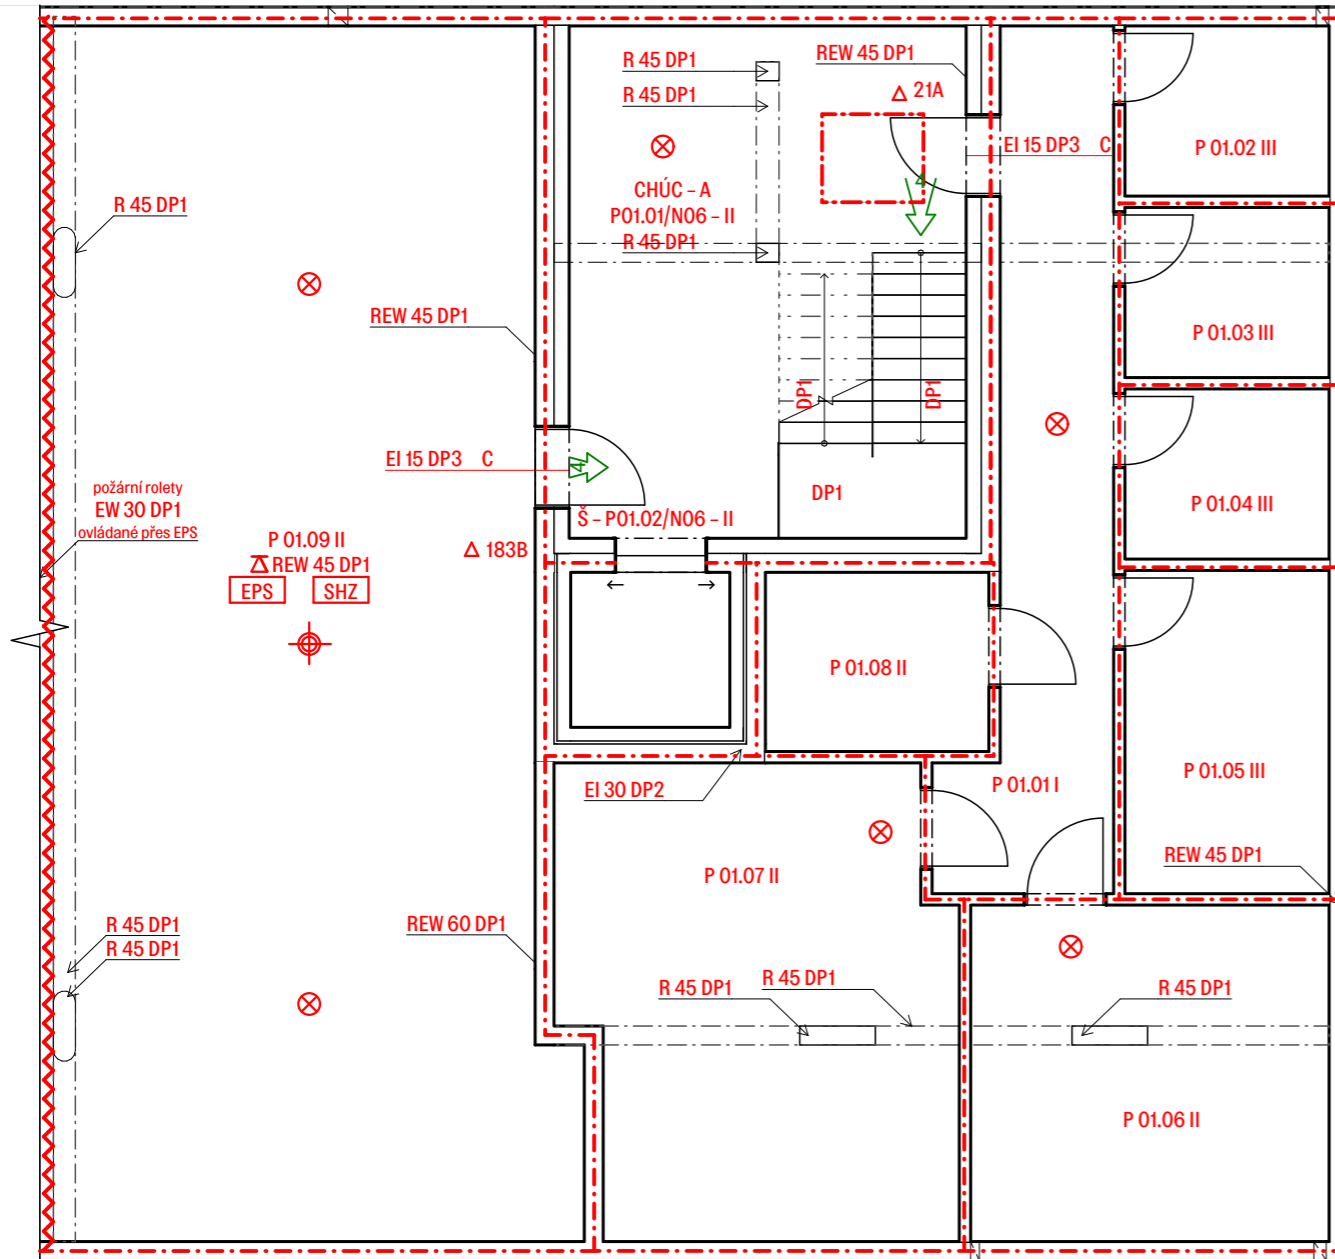 R 45 DP1
R 45 DP1
REW 45 DP1
△ 21A
EI 15 DP3 C
P 01.02 III
CHÚC – A
P01.01/N06 – II
R 45 DP1
R 45 DP1
4
REW 45 DP1
P 01.03 III
DP1
DP1
EI 15 DP3 C
4
požární rolety
EW 30 DP1
ovládané přes EPS
DP1
P 01.04 III
Š – P01.02/N06 – II
P 01.09 II
REW 45 DP1
EPS
SHZ
△ 183B
P 01.08 II
EI 30 DP2
P 01.01 I
P 01.05 III
P 01.07 II
REW 45 DP1
R 45 DP1
R 45 DP1
REW 60 DP1
R 45 DP1
R 45 DP1
R 45 DP1
P 01.06 II